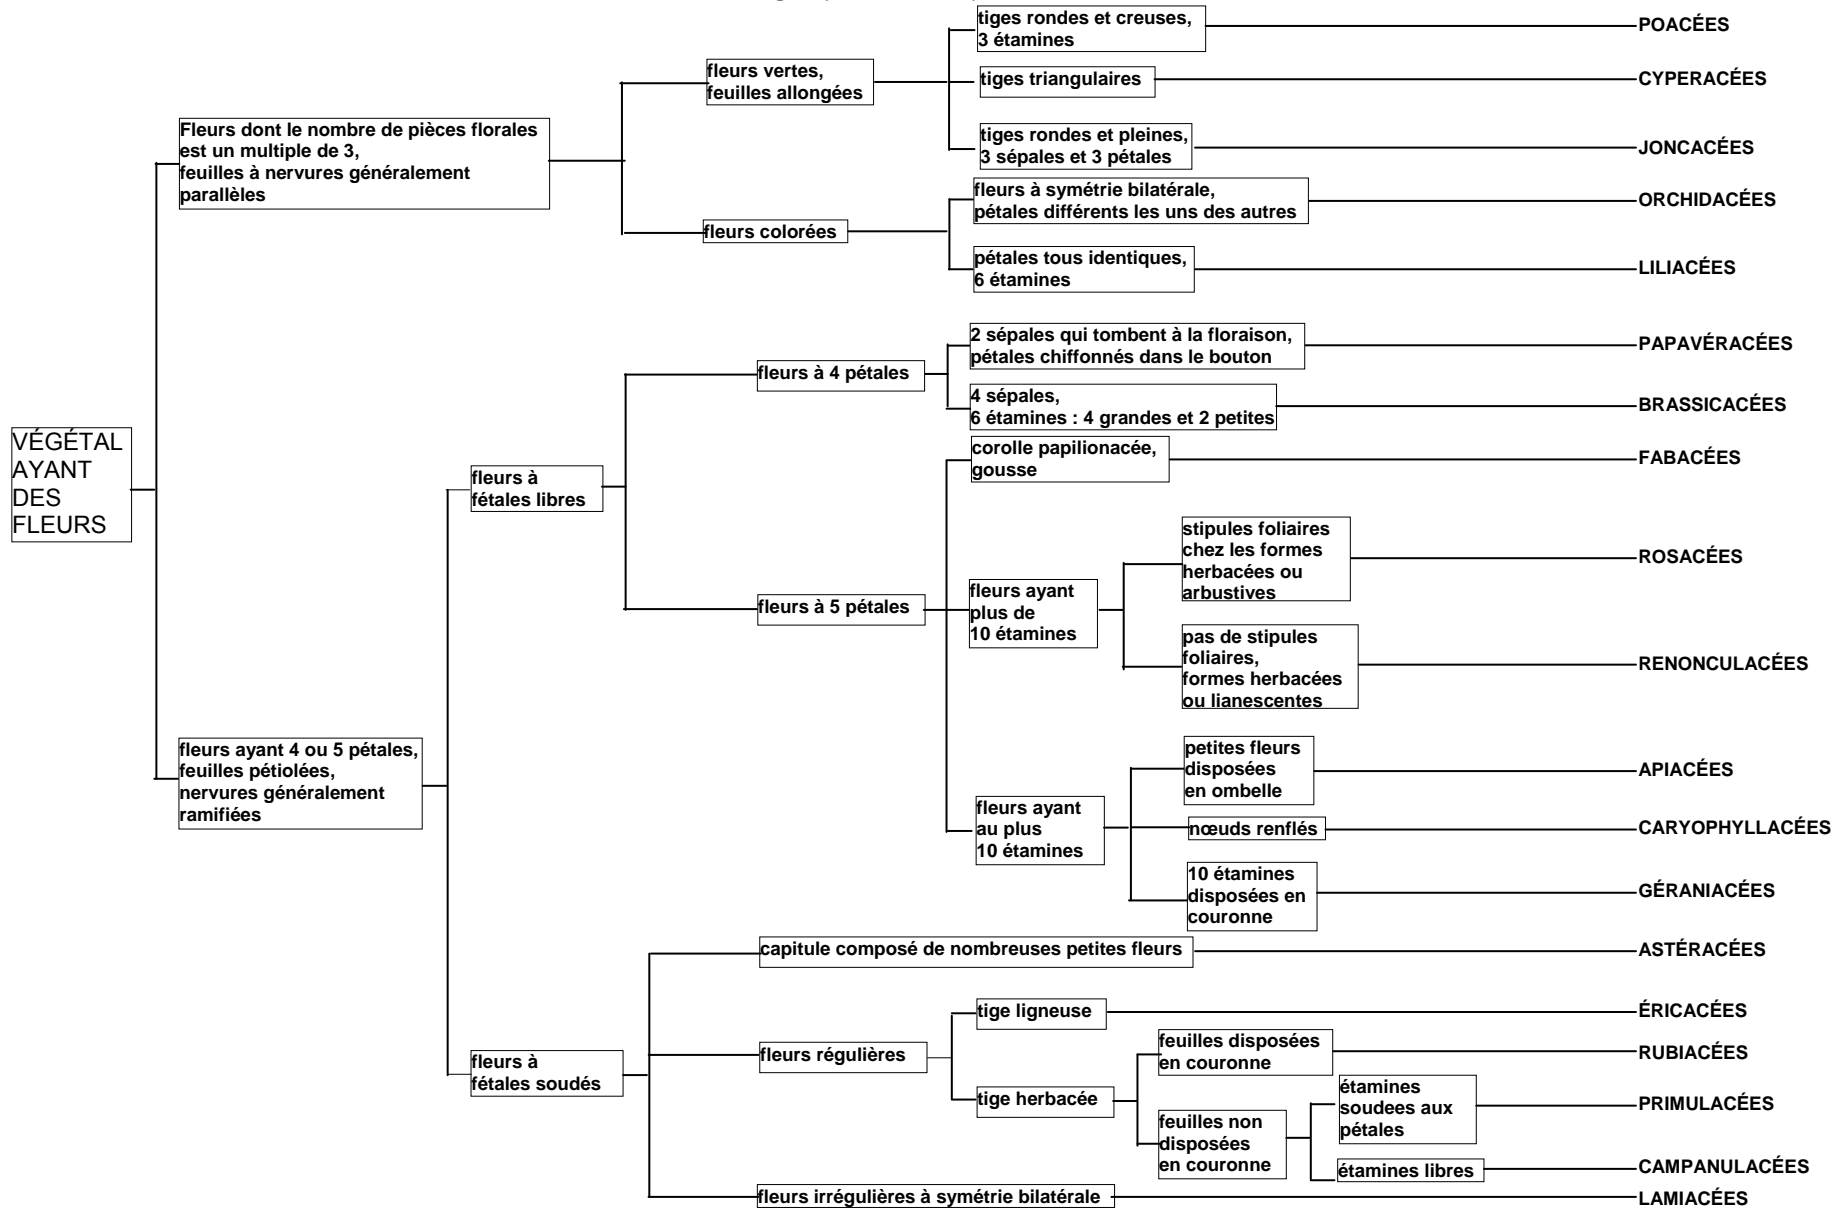 tiges rondes et creuses,
3 étamines
POACÉES
fleurs vertes,
feuilles allongées
tiges triangulaires
CYPERACÉES
Fleurs dont le nombre de pièces florales
est un multiple de 3,
feuilles à nervures généralement
parallèles
tiges rondes et pleines,
3 sépales et 3 pétales
JONCACÉES
fleurs à symétrie bilatérale,
pétales différents les uns des autres
ORCHIDACÉES
fleurs colorées
pétales tous identiques,
6 étamines
LILIACÉES
2 sépales qui tombent à la floraison,
pétales chiffonnés dans le bouton
PAPAVÉRACÉES
fleurs à 4 pétales
4 sépales,
6 étamines : 4 grandes et 2 petites
BRASSICACÉES
VÉGÉTAL
AYANT
DES
FLEURS
fleurs à
fétales libres
corolle papilionacée,
gousse
FABACÉES
stipules foliaires
chez les formes
herbacées ou
arbustives
ROSACÉES
fleurs à 5 pétales
fleurs ayant
plus de
10 étamines
pas de stipules
foliaires,
formes herbacées
ou lianescentes
RENONCULACÉES
fleurs ayant 4 ou 5 pétales,
feuilles pétiolées,
nervures généralement
ramifiées
petites fleurs
disposées
en ombelle
APIACÉES
fleurs ayant
au plus
10 étamines
nœuds renflés
CARYOPHYLLACÉES
10 étamines
disposées en
couronne
GÉRANIACÉES
capitule composé de nombreuses petites fleurs
ASTÉRACÉES
tige ligneuse
ÉRICACÉES
fleurs à
fétales soudés
fleurs régulières
feuilles disposées
en couronne
RUBIACÉES
tige herbacée
étamines
soudees aux
pétales
PRIMULACÉES
feuilles non
disposées
en couronne
étamines libres
CAMPANULACÉES
fleurs irrégulières à symétrie bilatérale
LAMIACÉES